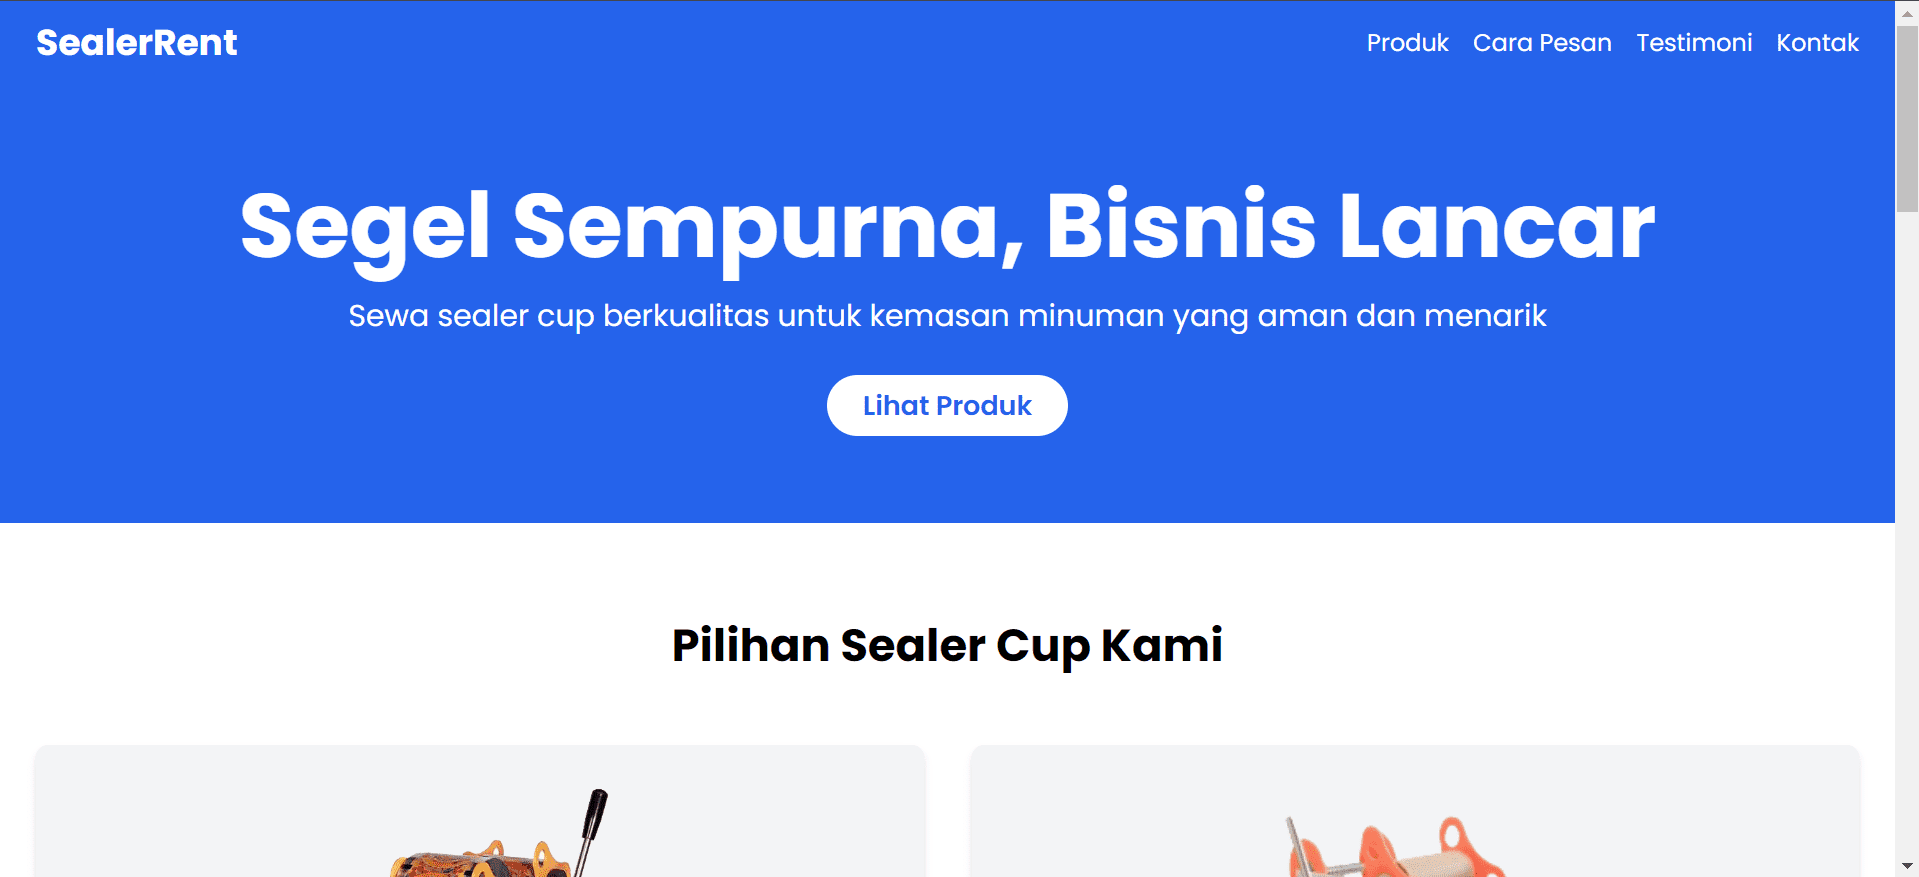 SealerRent
Produk Cara Pesan Testimoni Kontak
Segel Sempurna, Bisnis Lancar
Sewa sealer cup berkualitas untuk kemasan minuman yang aman dan menarik
Lihat Produk
Pilihan Sealer Cup Kami